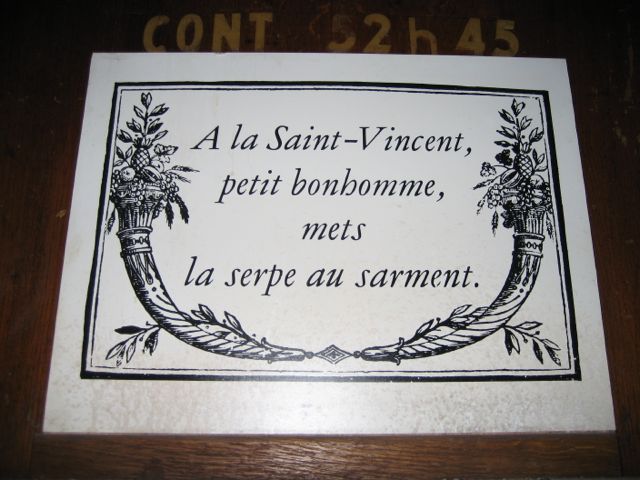 CONT 52h45
A la Saint-Vincent,
petit bonhomme,
mets
la serpe au sarment.